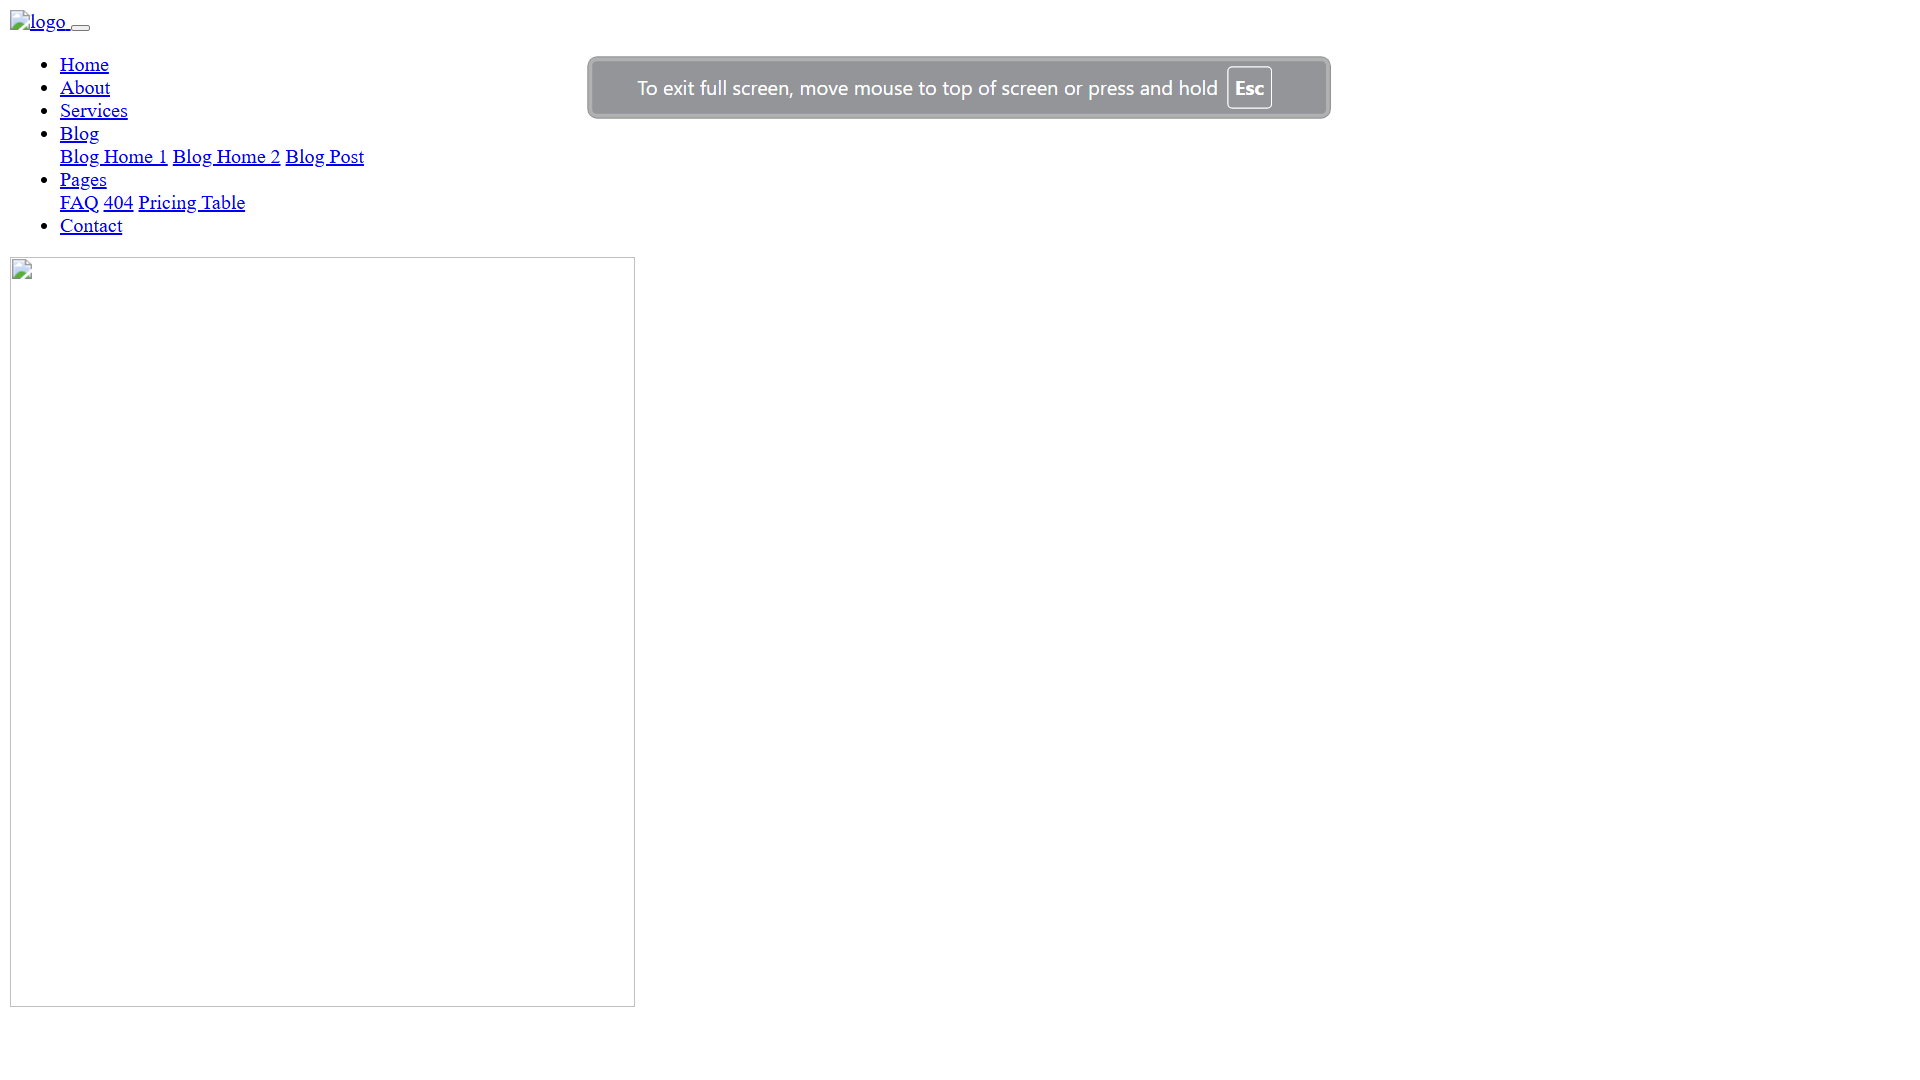 logo
Home
About
Services
Blog
Blog Home 1 Blog Home 2 Blog Post
Pages
FAQ 404 Pricing Table
Contact
To exit full screen, move mouse to top of screen or press and hold Esc